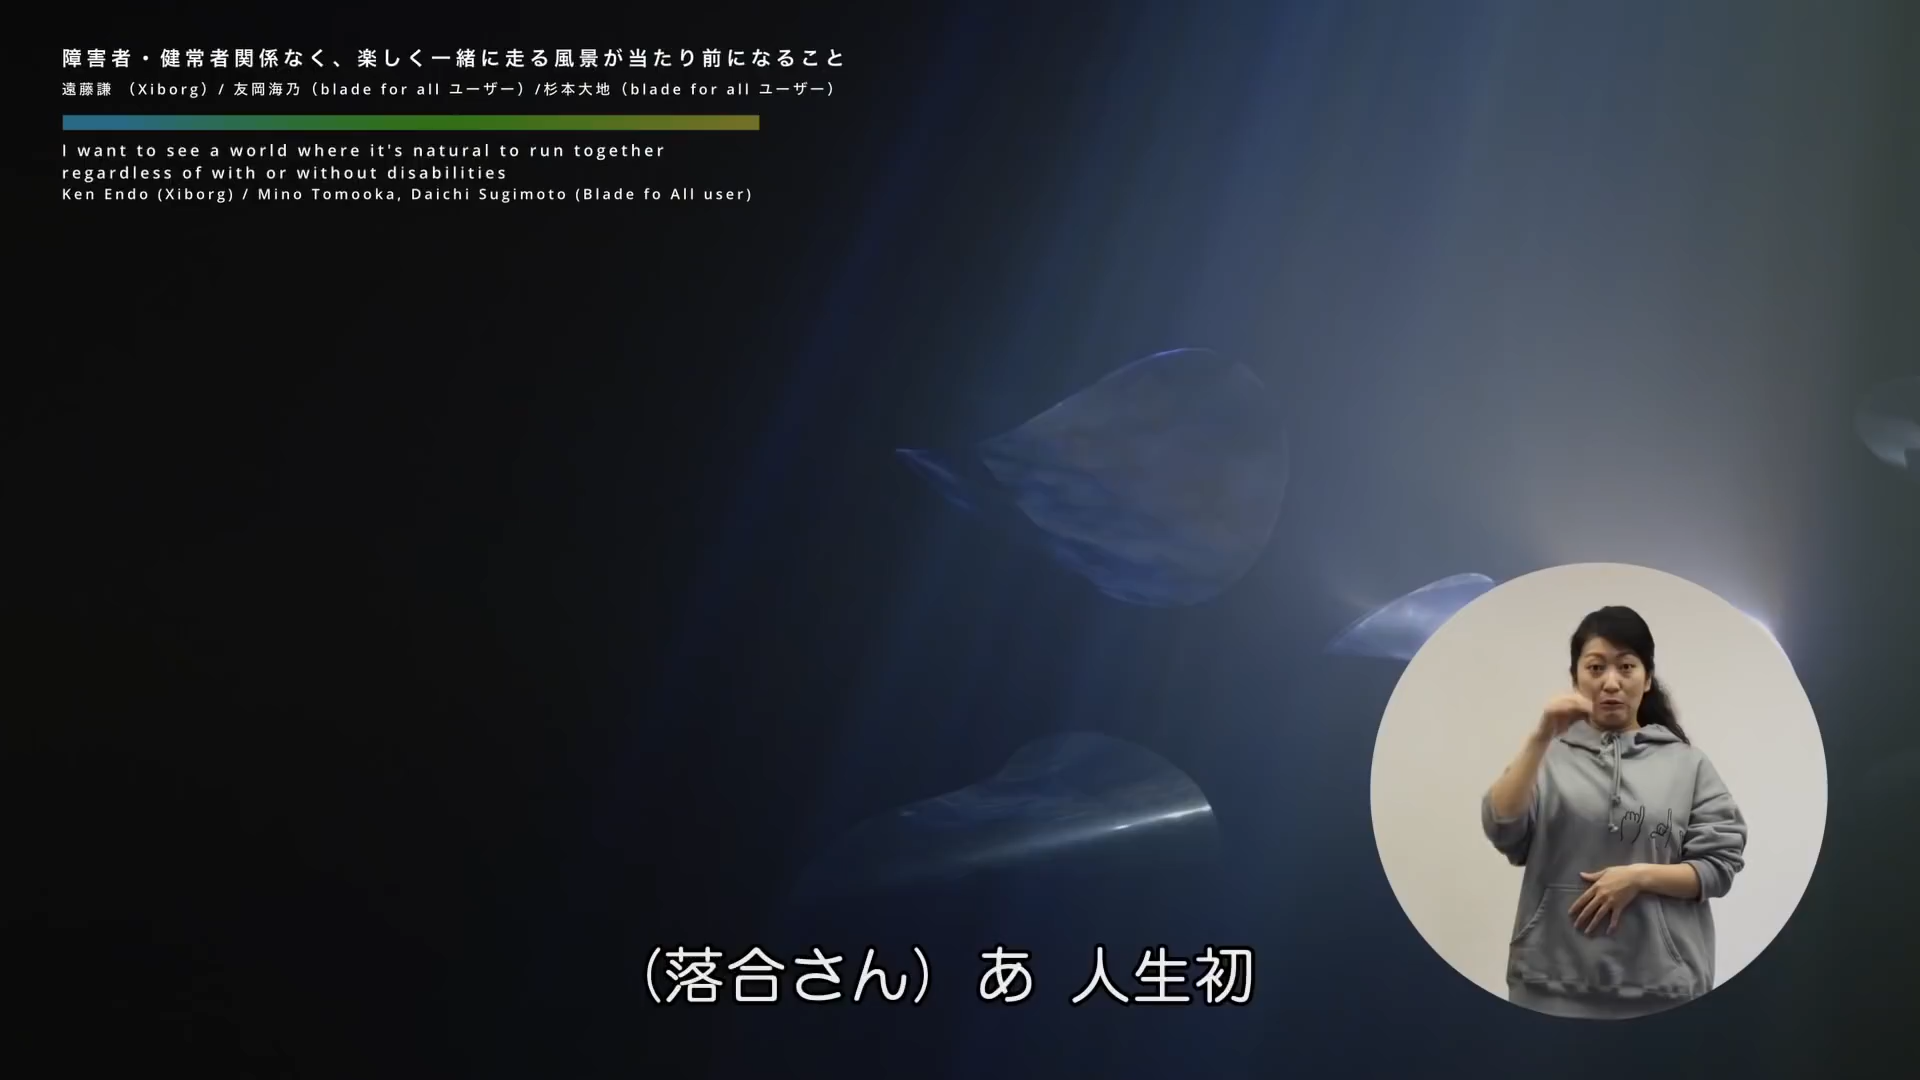 障害者・健常者関係なく、楽しく一緒に走る風景が当たり前になること
遠藤謙 （Xiborg）/ 友岡海乃（blade for all ユーザー）/杉本大地（blade for all ユーザー）
I want to see a world where it's natural to run together
regardless of with or without disabilities
Ken Endo (Xiborg) / Mino Tomooka, Daichi Sugimoto (Blade fo All user)
（落合さん） あ 人生初